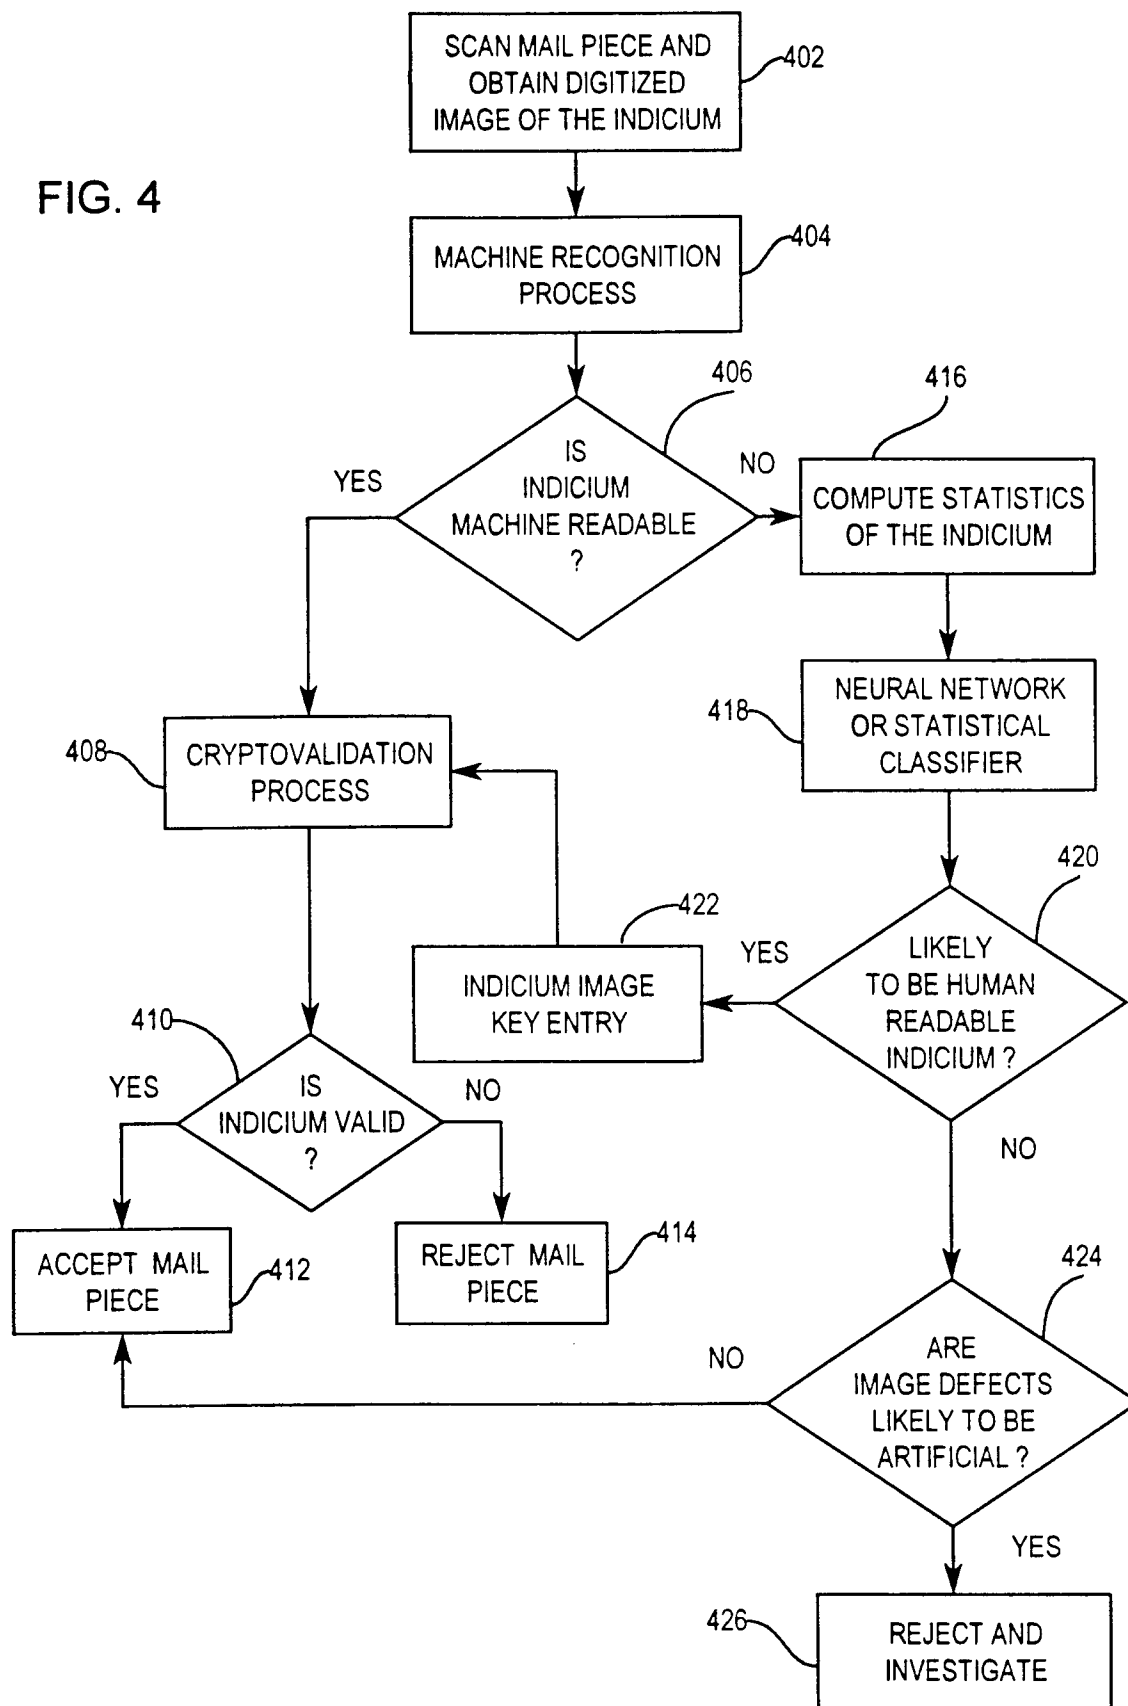 SCAN MAIL PIECE AND
OBTAIN DIGITIZED
IMAGE OF THE INDICIUM
402
FIG. 4
MACHINE RECOGNITION
PROCESS
404
406
IS
INDICIUM
MACHINE READABLE
?
YES
NO
416
COMPUTE STATISTICS
OF THE INDICIUM
418
NEURAL NETWORK
OR STATISTICAL
CLASSIFIER
408
CRYPTOVALIDATION
PROCESS
420
LIKELY
TO BE HUMAN
READABLE
INDICIUM ?
YES
NO
422
INDICIUM IMAGE
KEY ENTRY
410
IS
INDICIUM VALID
?
YES
NO
ACCEPT MAIL
PIECE
412
REJECT MAIL
PIECE
414
424
ARE
IMAGE DEFECTS
LIKELY TO BE
ARTIFICIAL ?
NO
YES
426
REJECT AND
INVESTIGATE